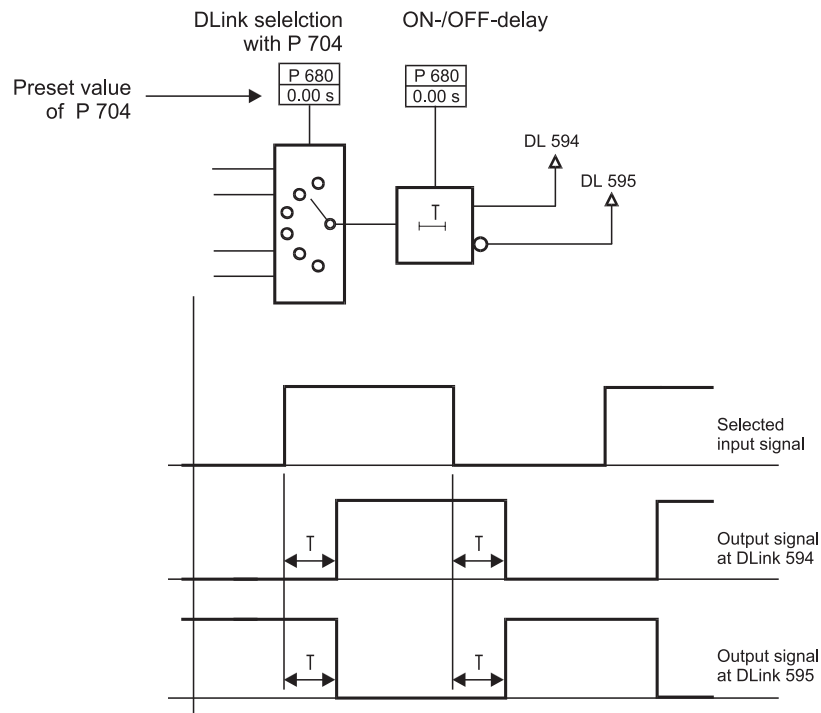 DLink selelction
with P 704
ON-/OFF-delay
Preset value
of P 704
P 680
0.00 s
P 680
0.00 s
DL 594
DL 595
T
Selected
input signal
T
T
Output signal
at DLink 594
T
T
Output signal
at DLink 595